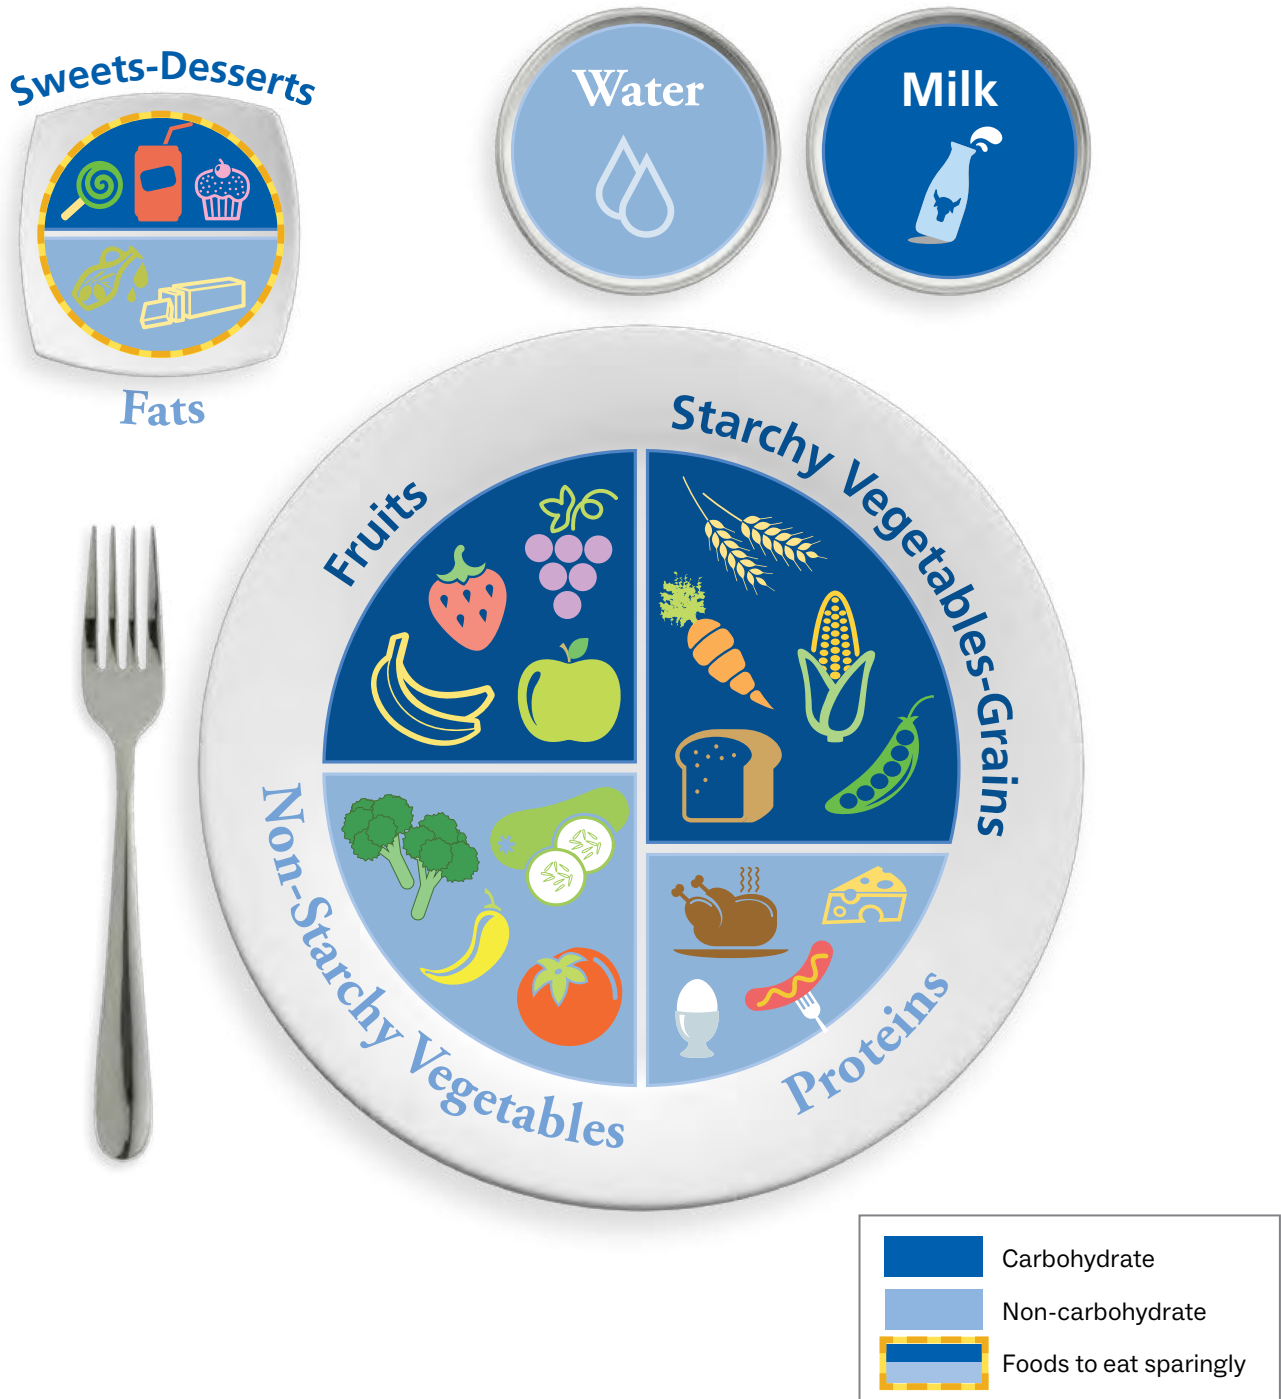 Sweets-Desserts
Water
Milk
Fats
Fruits
Starchy Vegetables-Grains
Non-Starchy Vegetables
Proteins
Carbohydrate
Non-carbohydrate
Foods to eat sparingly